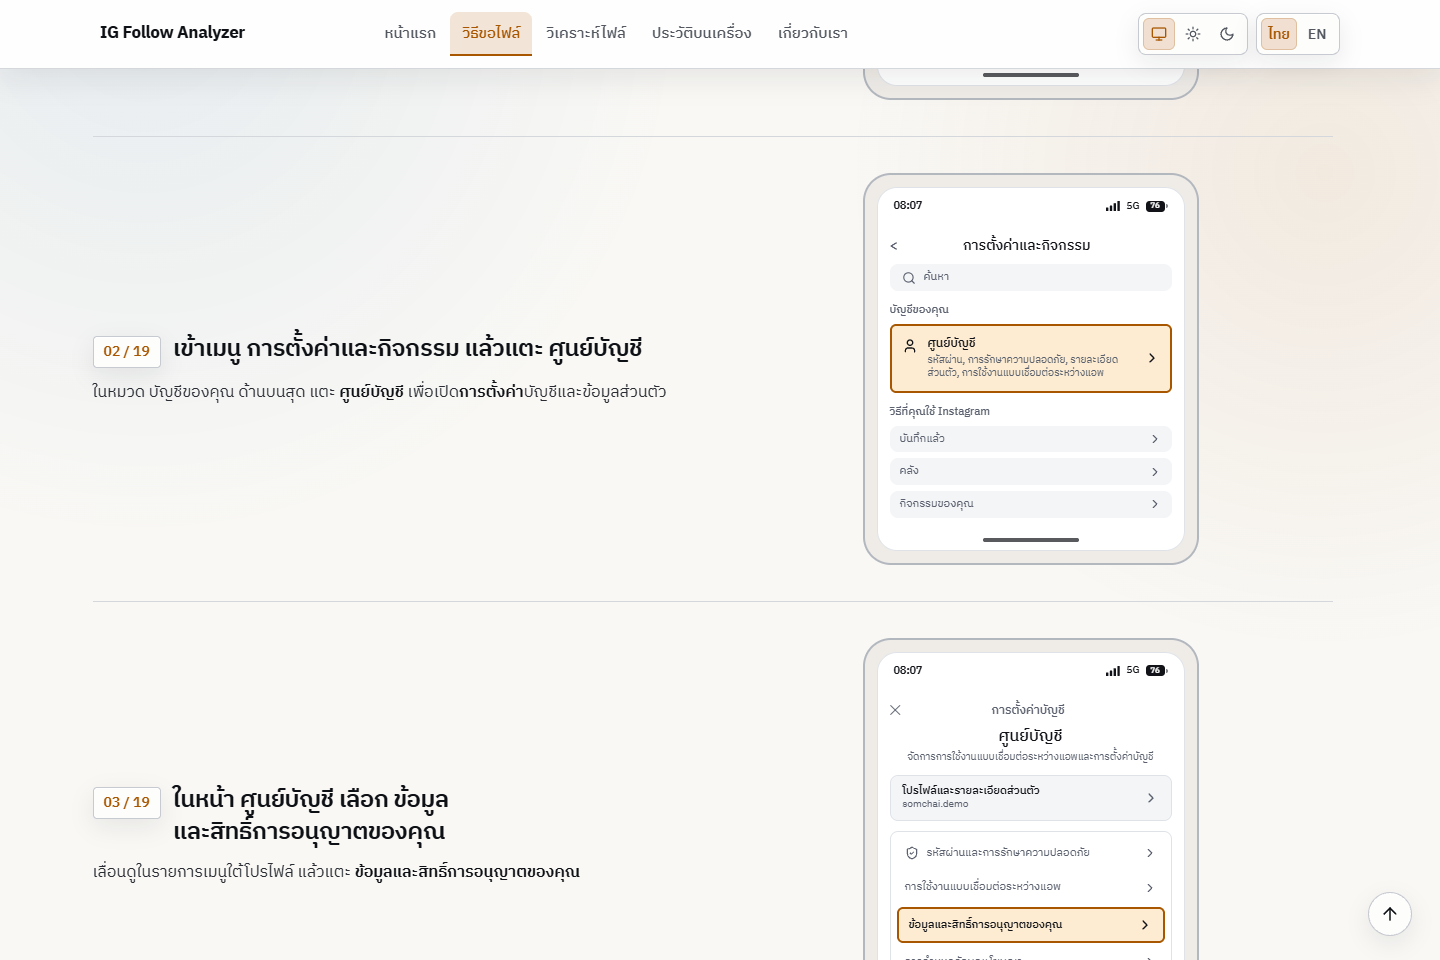 IG Follow Analyzer
หน้าแรก
วิธีขอไฟล์
วิเคราะห์ไฟล์
ประวัติบนเครื่อง
เกี่ยวกับเรา
ไทย
EN
02 / 19
เข้าเมนู การตั้งค่าและกิจกรรม แล้วแตะ ศูนย์บัญชี
ในหมวด บัญชีของคุณ ด้านบนสุด แตะ ศูนย์บัญชี เพื่อเปิดการตั้งค่าบัญชีและข้อมูลส่วนตัว
08:07
5G
76
<
การตั้งค่าและกิจกรรม
ค้นหา
บัญชีของคุณ
ศูนย์บัญชี
รหัสผ่าน, การรักษาความปลอดภัย, รายละเอียด
ส่วนตัว, การใช้งานแบบเชื่อมต่อระหว่างแอพ
วิธีที่คุณใช้ Instagram
บันทึกแล้ว
คลัง
กิจกรรมของคุณ
03 / 19
ในหน้า ศูนย์บัญชี เลือก ข้อมูล
และสิทธิ์การอนุญาตของคุณ
เลื่อนดูในรายการเมนูใต้โปรไฟล์ แล้วแตะ ข้อมูลและสิทธิ์การอนุญาตของคุณ
08:07
5G
76
การตั้งค่าบัญชี
ศูนย์บัญชี
จัดการการใช้งานแบบเชื่อมต่อระหว่างแอพและการตั้งค่าบัญชี
โปรไฟล์และรายละเอียดส่วนตัว
somchai.demo
รหัสผ่านและการรักษาความปลอดภัย
การใช้งานแบบเชื่อมต่อระหว่างแอพ
ข้อมูลและสิทธิ์การอนุญาตของคุณ